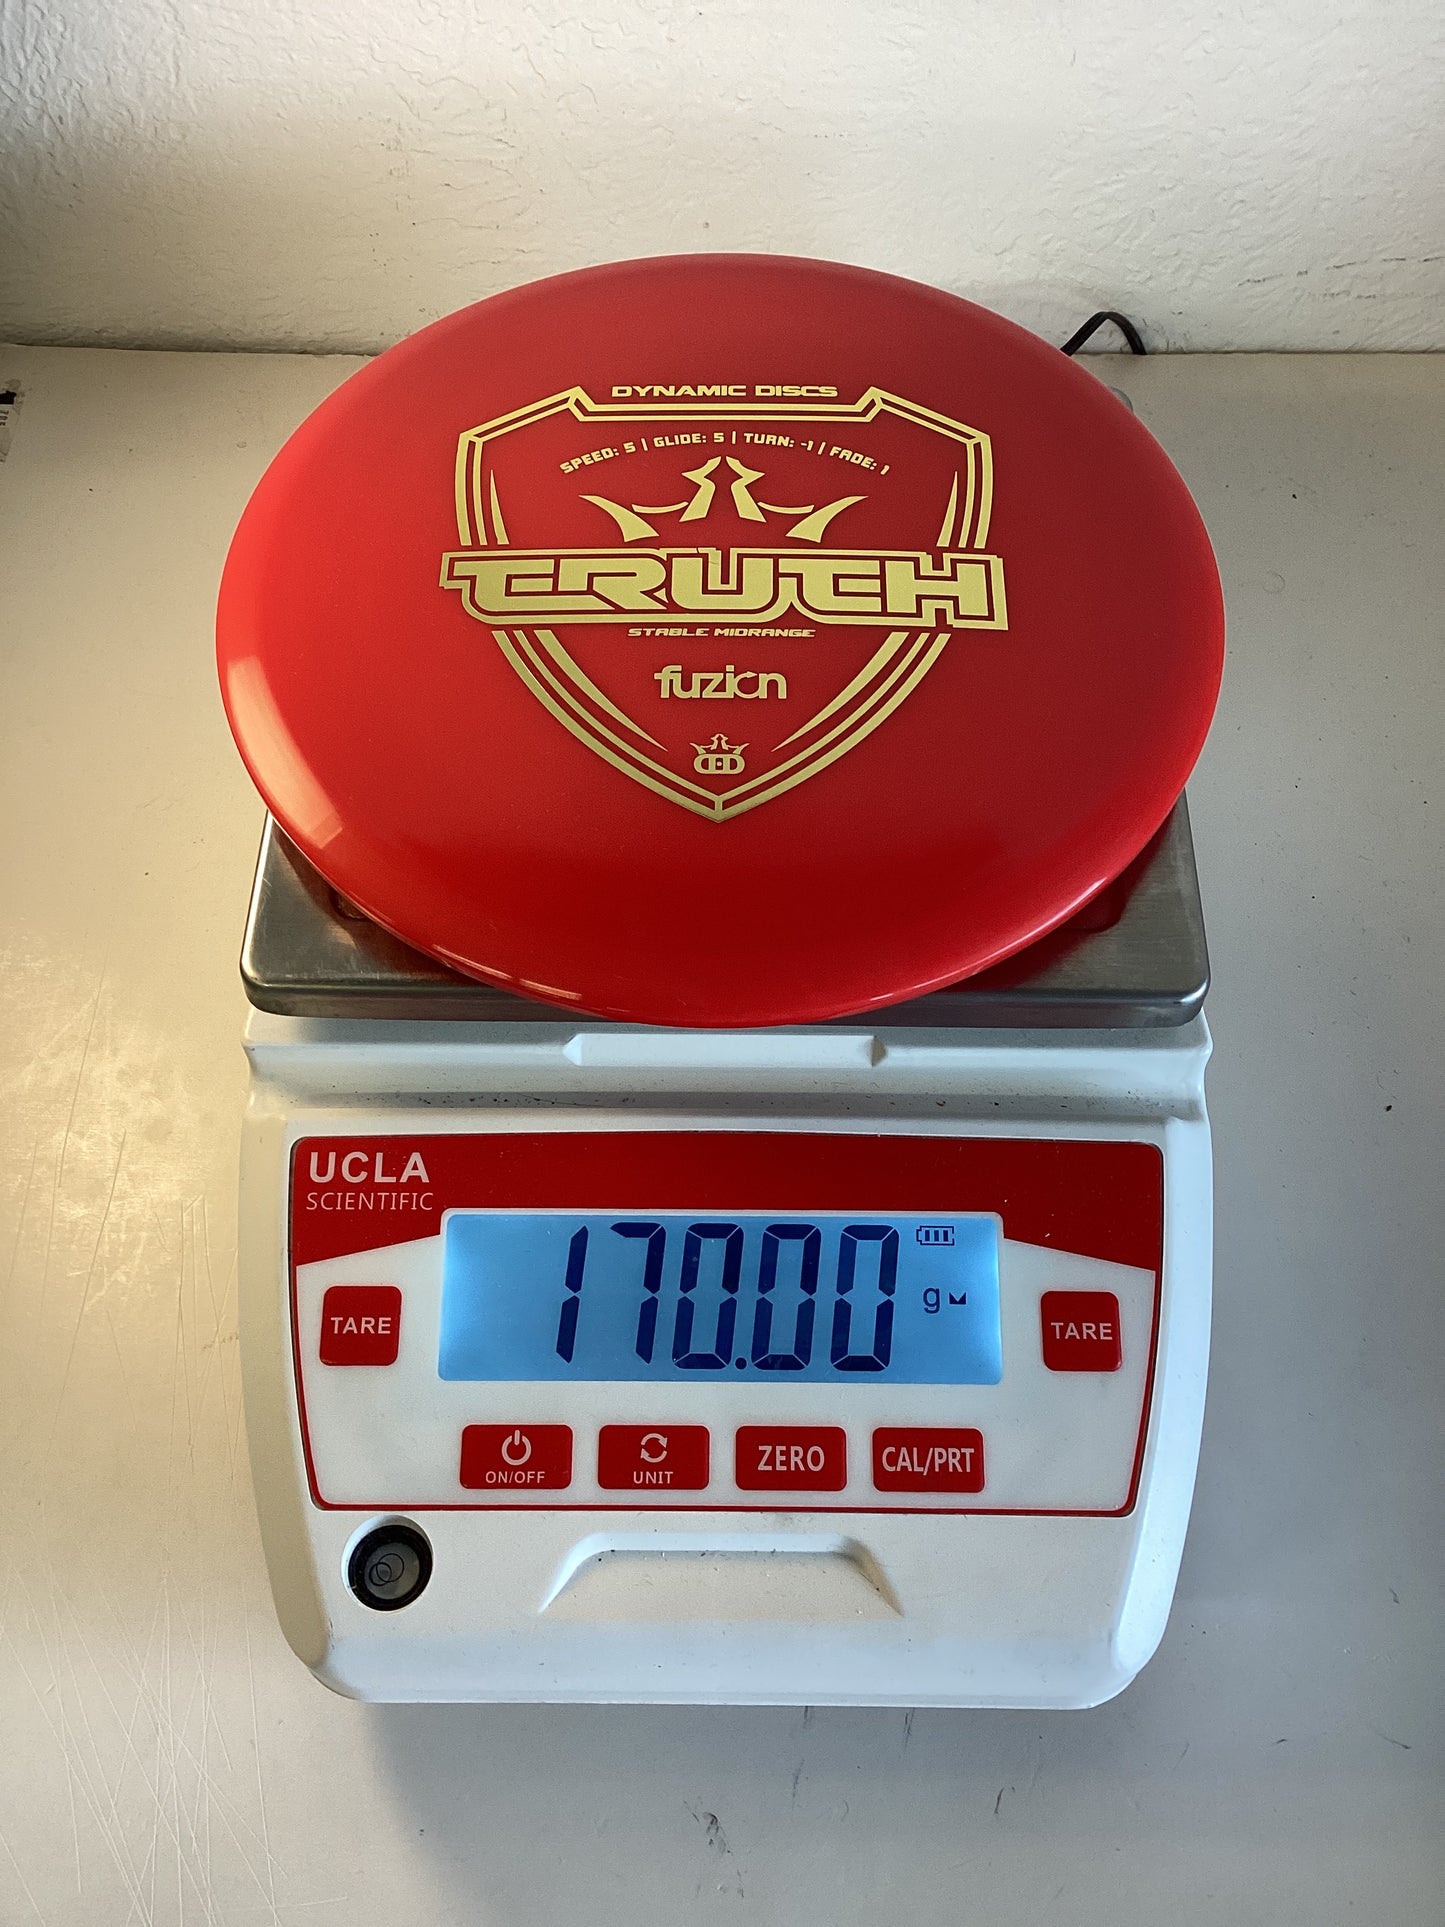 DYNAMIC DISCS
SPEED: 5 | GLIDE: 5 | TURN: -1 | FADE: 1
TRUTH
STABLE MIDRANGE
fuzion
UCLA
SCIENTIFIC
170.00
g
TARE
TARE
ON/OFF
UNIT
ZERO
CAL/PRT